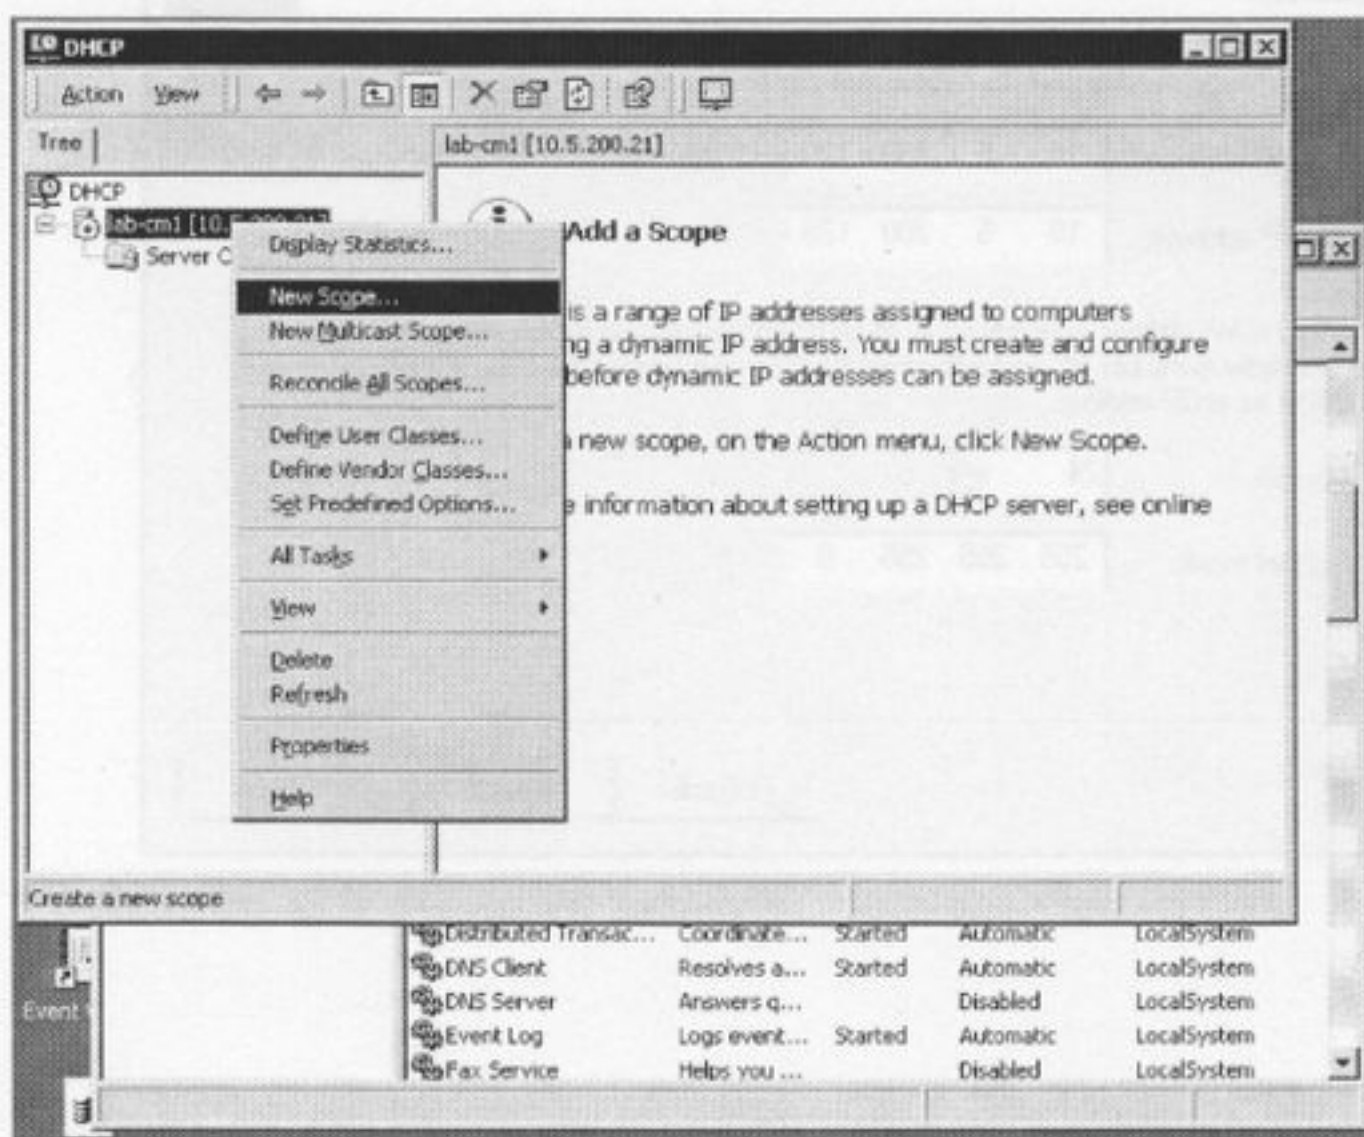 DHCP
Action View
Tree
lab-cm1 [10.5.200.21]
DHCP
lab-cm1 [10.5.200.21]
Server
Display Statistics...
New Scope...
New Multicast Scope...
Reconcile All Scopes...
Define User Classes...
Define Vendor Classes...
Set Predefined Options...
All Tasks
View
Delete
Refresh
Properties
Help
Add a Scope
is a range of IP addresses assigned to computers
ng a dynamic IP address. You must create and configure
before dynamic IP addresses can be assigned.
a new scope, on the Action menu, click New Scope.
e information about setting up a DHCP server, see online
Create a new scope
Distributed Transac... Coordinate... Started Automatic LocalSystem
DNS Client Resolves a... Started Automatic LocalSystem
DNS Server Answers q... Disabled LocalSystem
Event Log Logs event... Started Automatic LocalSystem
Fax Service Helps you ... Disabled LocalSystem
Event